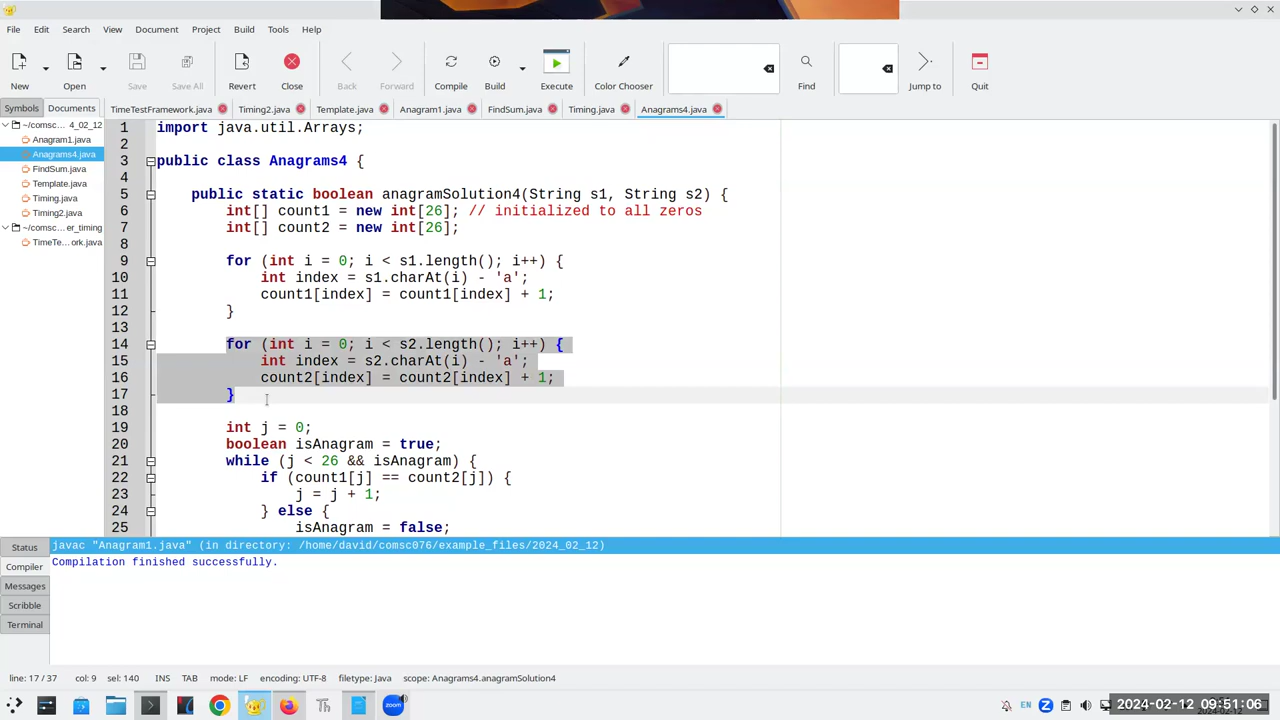 File Edit Search View Document Project Build Tools Help
New Open Save Save All Revert Close Back Forward Compile Build Execute Color Chooser Find Jump to Quit
Symbols Documents TimeTestFramework.java Timing2.java Template.java Anagram1.java FindSum.java Timing.java Anagrams4.java
~/comsc... 4_02_12
Anagram1.java
Anagrams4.java
FindSum.java
Template.java
Timing.java
Timing2.java
~/comsc...er_timing
TimeTe...ork.java
1 import java.util.Arrays;
2
3 public class Anagrams4 {
4
5 public static boolean anagramSolution4(String s1, String s2) {
6 int[] count1 = new int[26]; // initialized to all zeros
7 int[] count2 = new int[26];
8
9 for (int i = 0; i < s1.length(); i++) {
10 int index = s1.charAt(i) - 'a';
11 count1[index] = count1[index] + 1;
12 }
13
14 for (int i = 0; i < s2.length(); i++) {
15 int index = s2.charAt(i) - 'a';
16 count2[index] = count2[index] + 1;
17 }
18
19 int j = 0;
20 boolean isAnagram = true;
21 while (j < 26 && isAnagram) {
22 if (count1[j] == count2[j]) {
23 j = j + 1;
24 } else {
25 isAnagram = false;
Status
Compiler
Messages
Scribble
Terminal
javac "Anagram1.java" (in directory: /home/david/comsc076/example_files/2024_02_12)
Compilation finished successfully.
line: 17 / 37 col: 9 sel: 140 INS TAB mode: LF encoding: UTF-8 filetype: Java scope: Anagrams4.anagramSolution4
Th zoom EN Z 2024-02-12 09:51:06